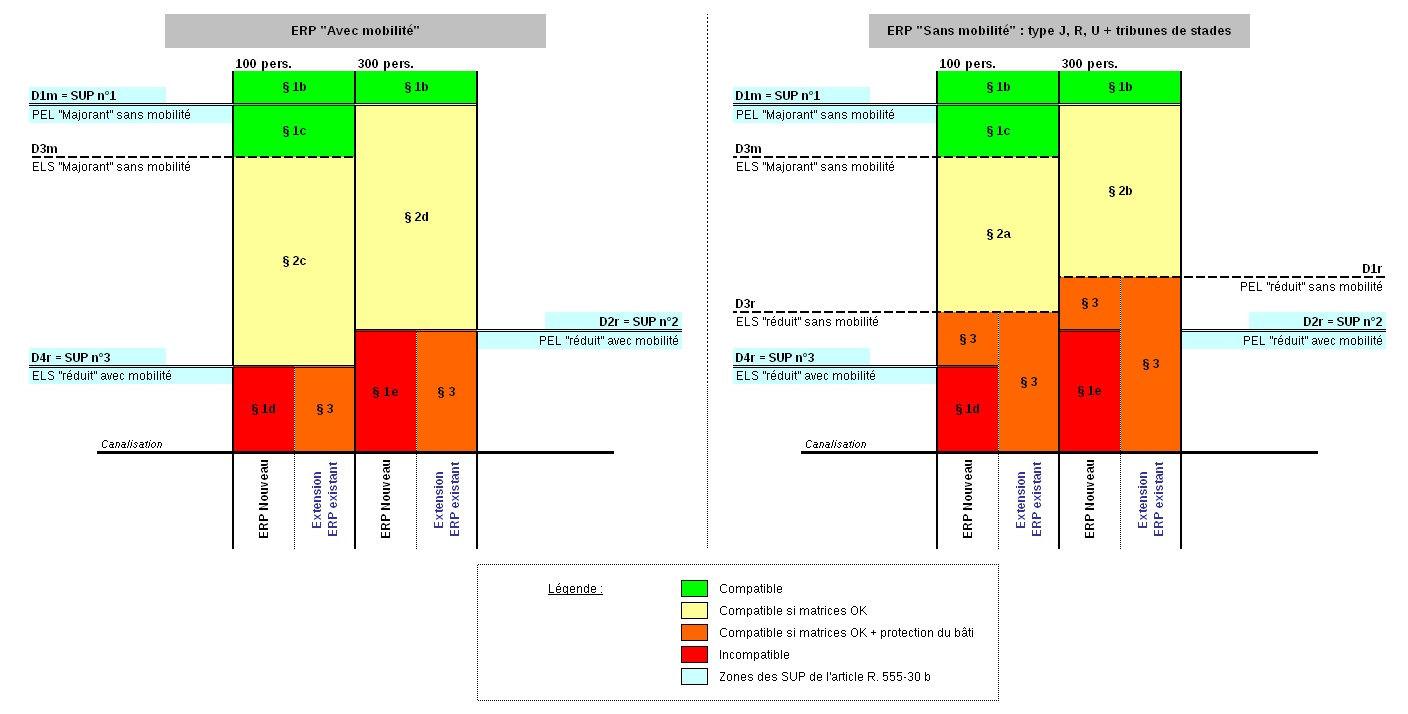 ERP "Avec mobilité"
100 pers.
300 pers.
§ 1b
§ 1b
D1m = SUP n°1
PEL "Majorant" sans mobilité
§ 1c
D3m
ELS "Majorant" sans mobilité
§ 2d
§ 2c
D2r = SUP n°2
PEL "réduit" avec mobilité
D4r = SUP n°3
ELS "réduit" avec mobilité
§ 1d
§ 3
§ 1e
§ 3
Canalisation
ERP Nouveau
Extension
ERP existant
ERP Nouveau
Extension
ERP existant
ERP "Sans mobilité" : type J, R, U + tribunes de stades
100 pers.
300 pers.
§ 1b
§ 1b
D1m = SUP n°1
PEL "Majorant" sans mobilité
§ 1c
D3m
ELS "Majorant" sans mobilité
§ 2b
§ 2a
D1r
PEL "réduit" sans mobilité
D3r
ELS "réduit" sans mobilité
§ 3
D2r = SUP n°2
PEL "réduit" avec mobilité
§ 3
D4r = SUP n°3
ELS "réduit" avec mobilité
§ 1d
§ 3
§ 1e
§ 3
Canalisation
ERP Nouveau
Extension
ERP existant
ERP Nouveau
Extension
ERP existant
Légende :
Compatible
Compatible si matrices OK
Compatible si matrices OK + protection du bâti
Incompatible
Zones des SUP de l'article R. 555-30 b